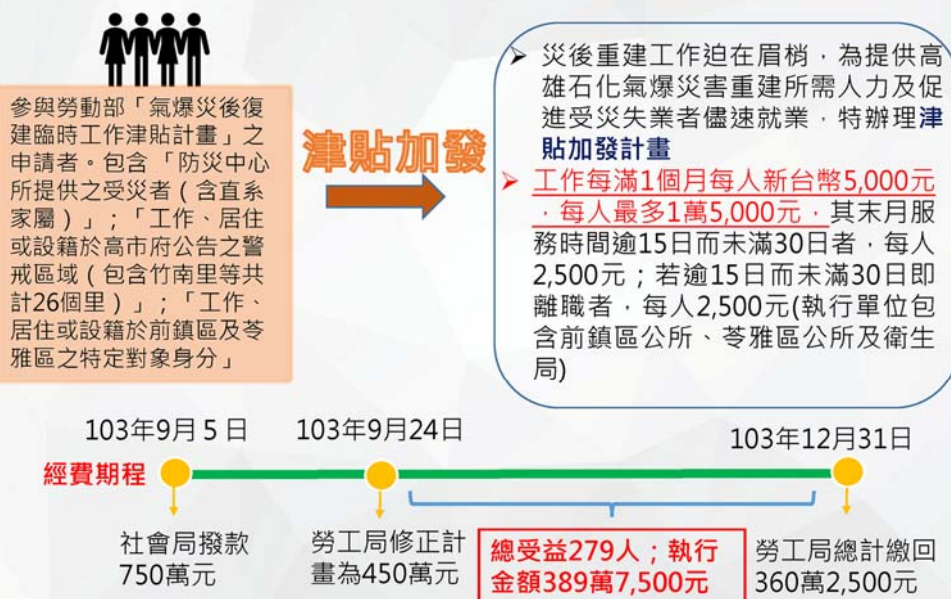 參與勞動部「氣爆災後復
建臨時工作津貼計畫」之
申請者。包含「防災中心
所提供之受災者(含直系
家屬)」;「工作、居住
或設籍於高市府公告之警
戒區域(包含竹南里等共
計26個里)」;「工作、
居住或設籍於前鎮區及苓
雅區之特定對象身分」
津貼加發
➢ 災後重建工作迫在眉梢,為提供高
雄石化氣爆災害重建所需人力及促
進受災失業者儘速就業,特辦理津
貼加發計畫
➢ 工作每滿1個月每人新台幣5,000元
,每人最多1萬5,000元,其末月服
務時間逾15日而未滿30日者,每人
2,500元;若逾15日而未滿30日即
離職者,每人2,500元(執行單位包
含前鎮區公所、苓雅區公所及衛生
局)
103年9月5日
103年9月24日
103年12月31日
經費期程
社會局撥款
750萬元
勞工局修正計
畫為450萬元
總受益279人;執行
金額389萬7,500元
勞工局總計繳回
360萬2,500元